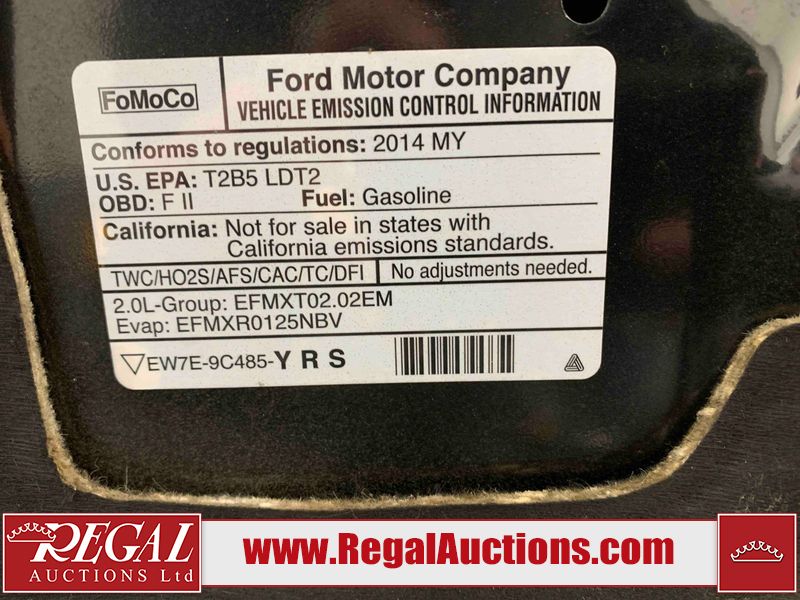 FoMoCo
Ford Motor Company
VEHICLE EMISSION CONTROL INFORMATION
Conforms to regulations: 2014 MY
U.S. EPA: T2B5 LDT2
OBD: F II Fuel: Gasoline
California: Not for sale in states with
California emissions standards.
TWC/HO2S/AFS/CAC/TC/DFI No adjustments needed.
2.0L-Group: EFMXT02.02EM
Evap: EFMXR0125NBV
EW7E-9C485-YRS
REGAL
AUCTIONS Ltd
www.RegalAuctions.com